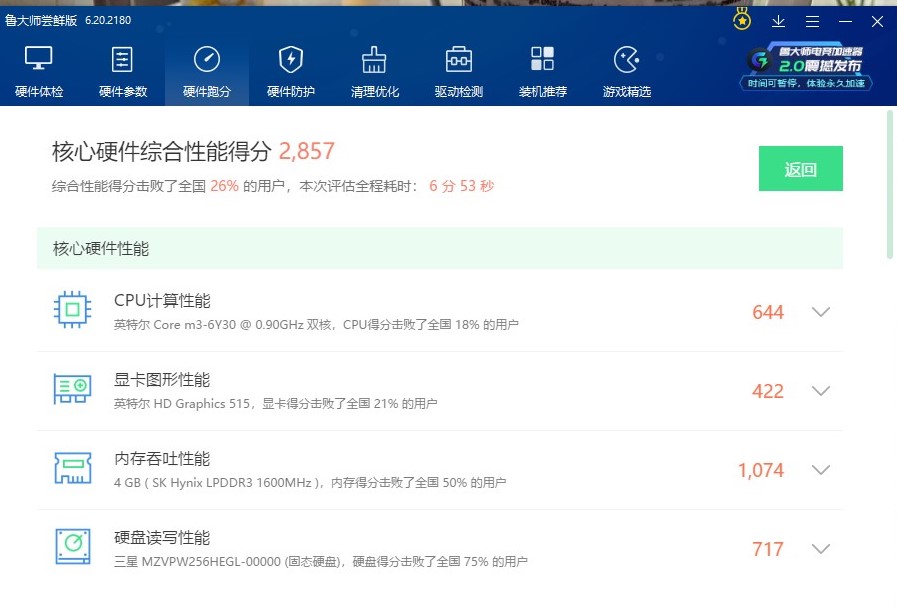 鲁大师尝鲜版 6.20.2180
硬件体检 硬件参数 硬件跑分 硬件防护 清理优化 驱动检测 装机推荐 游戏精选
鲁大师电竞加速器
2.0震撼发布
时间可暂停，体验永久加速
核心硬件综合性能得分 2,857
综合性能得分击败了全国 26% 的用户，本次评估全程耗时： 6 分 53 秒
返回
核心硬件性能
CPU计算性能
英特尔 Core m3-6Y30 @ 0.90GHz 双核，CPU得分击败了全国 18% 的用户
644
显卡图形性能
英特尔 HD Graphics 515，显卡得分击败了全国 21% 的用户
422
内存吞吐性能
4 GB ( SK Hynix LPDDR3 1600MHz )，内存得分击败了全国 50% 的用户
1,074
硬盘读写性能
三星 MZVPW256HEGL-00000 (固态硬盘)，硬盘得分击败了全国 75% 的用户
717